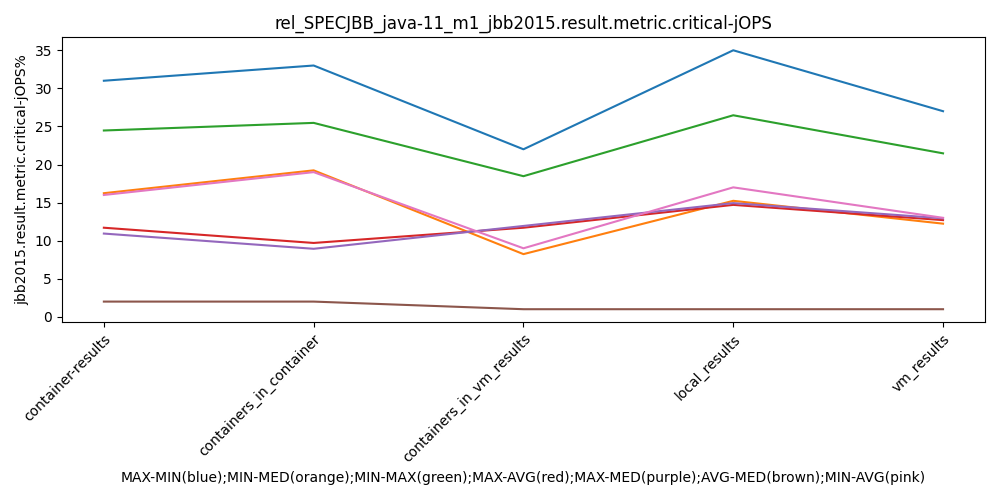 rel_SPECJBB_java-11_m1_jbb2015.result.metric.critical-jOPS
jbb2015.result.metric.critical-jOPS%
35
30
25
20
15
10
5
0
container-results
containers_in_container
containers_in_vm_results
local_results
vm_results
MAX-MIN(blue);MIN-MED(orange);MIN-MAX(green);MAX-AVG(red);MAX-MED(purple);AVG-MED(brown);MIN-AVG(pink)